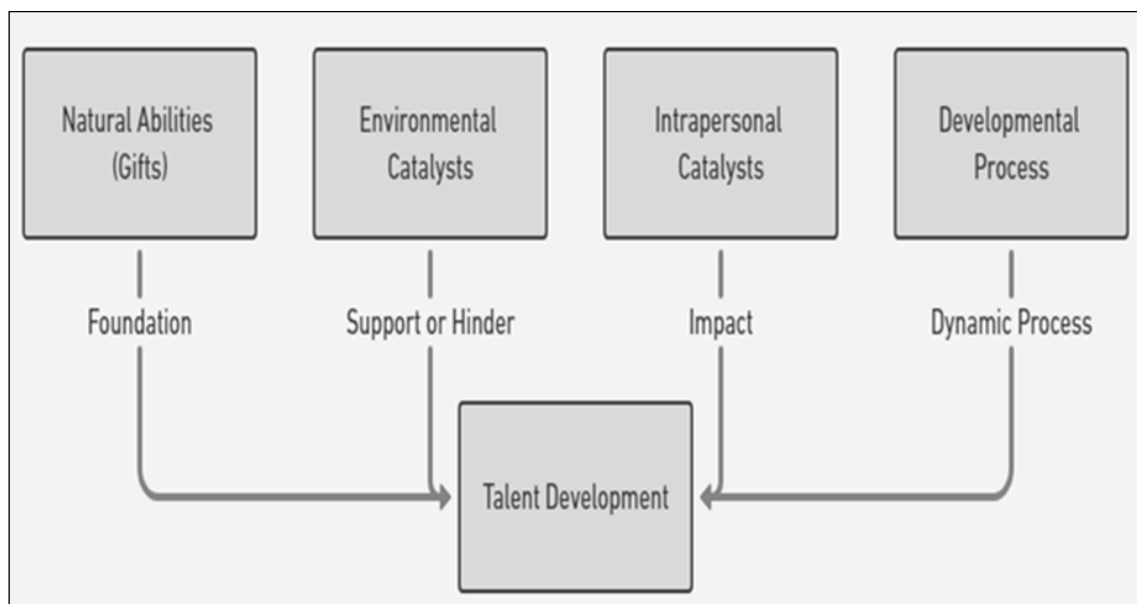 Natural Abilities
(Gifts)
Environmental
Catalysts
Intrapersonal
Catalysts
Developmental
Process
Foundation
Support or Hinder
Impact
Dynamic Process
Talent Development